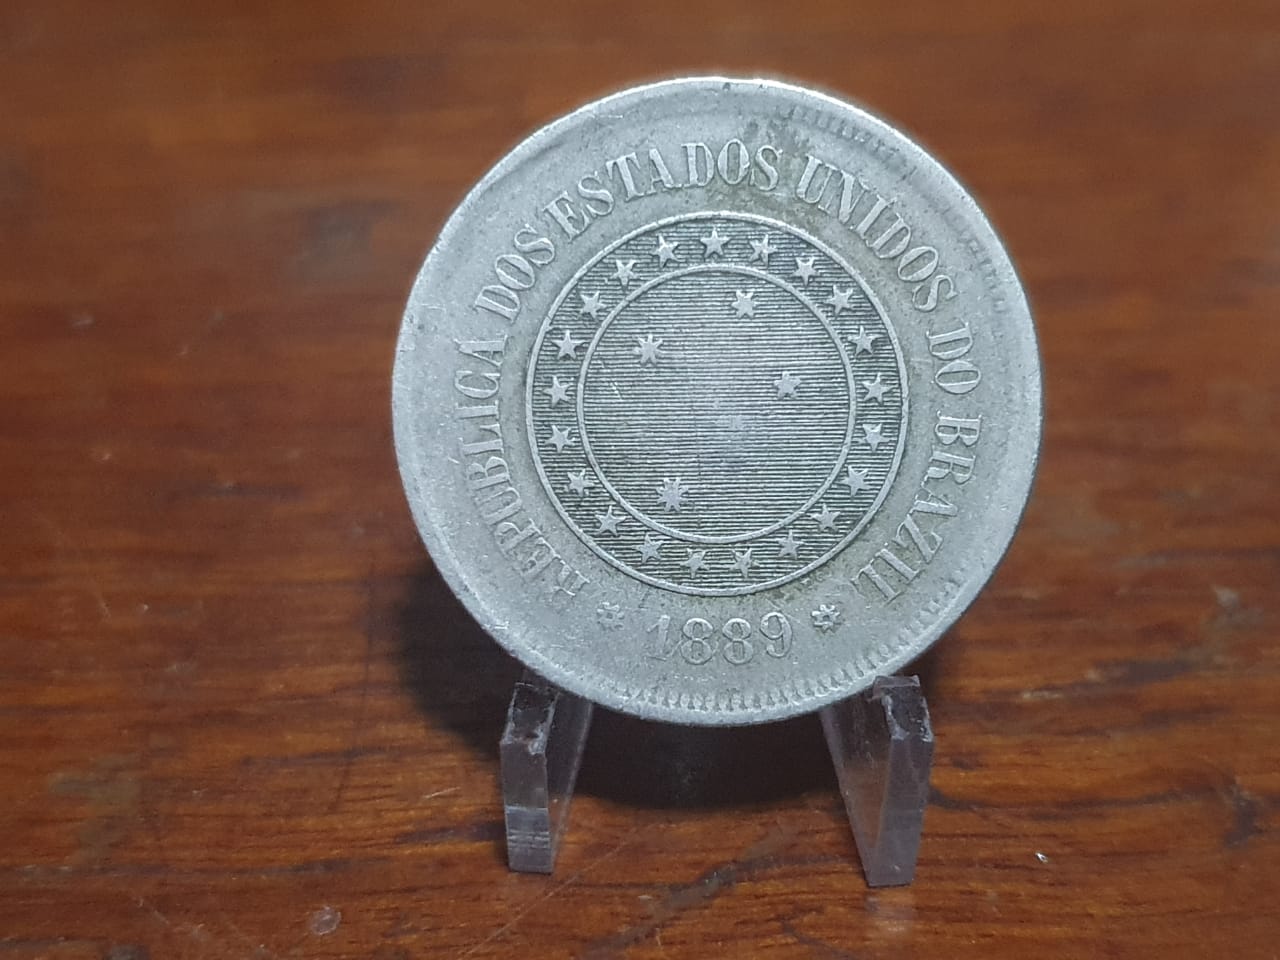 REPUBLICA DOS ESTADOS UNIDOS DO BRAZIL
1889